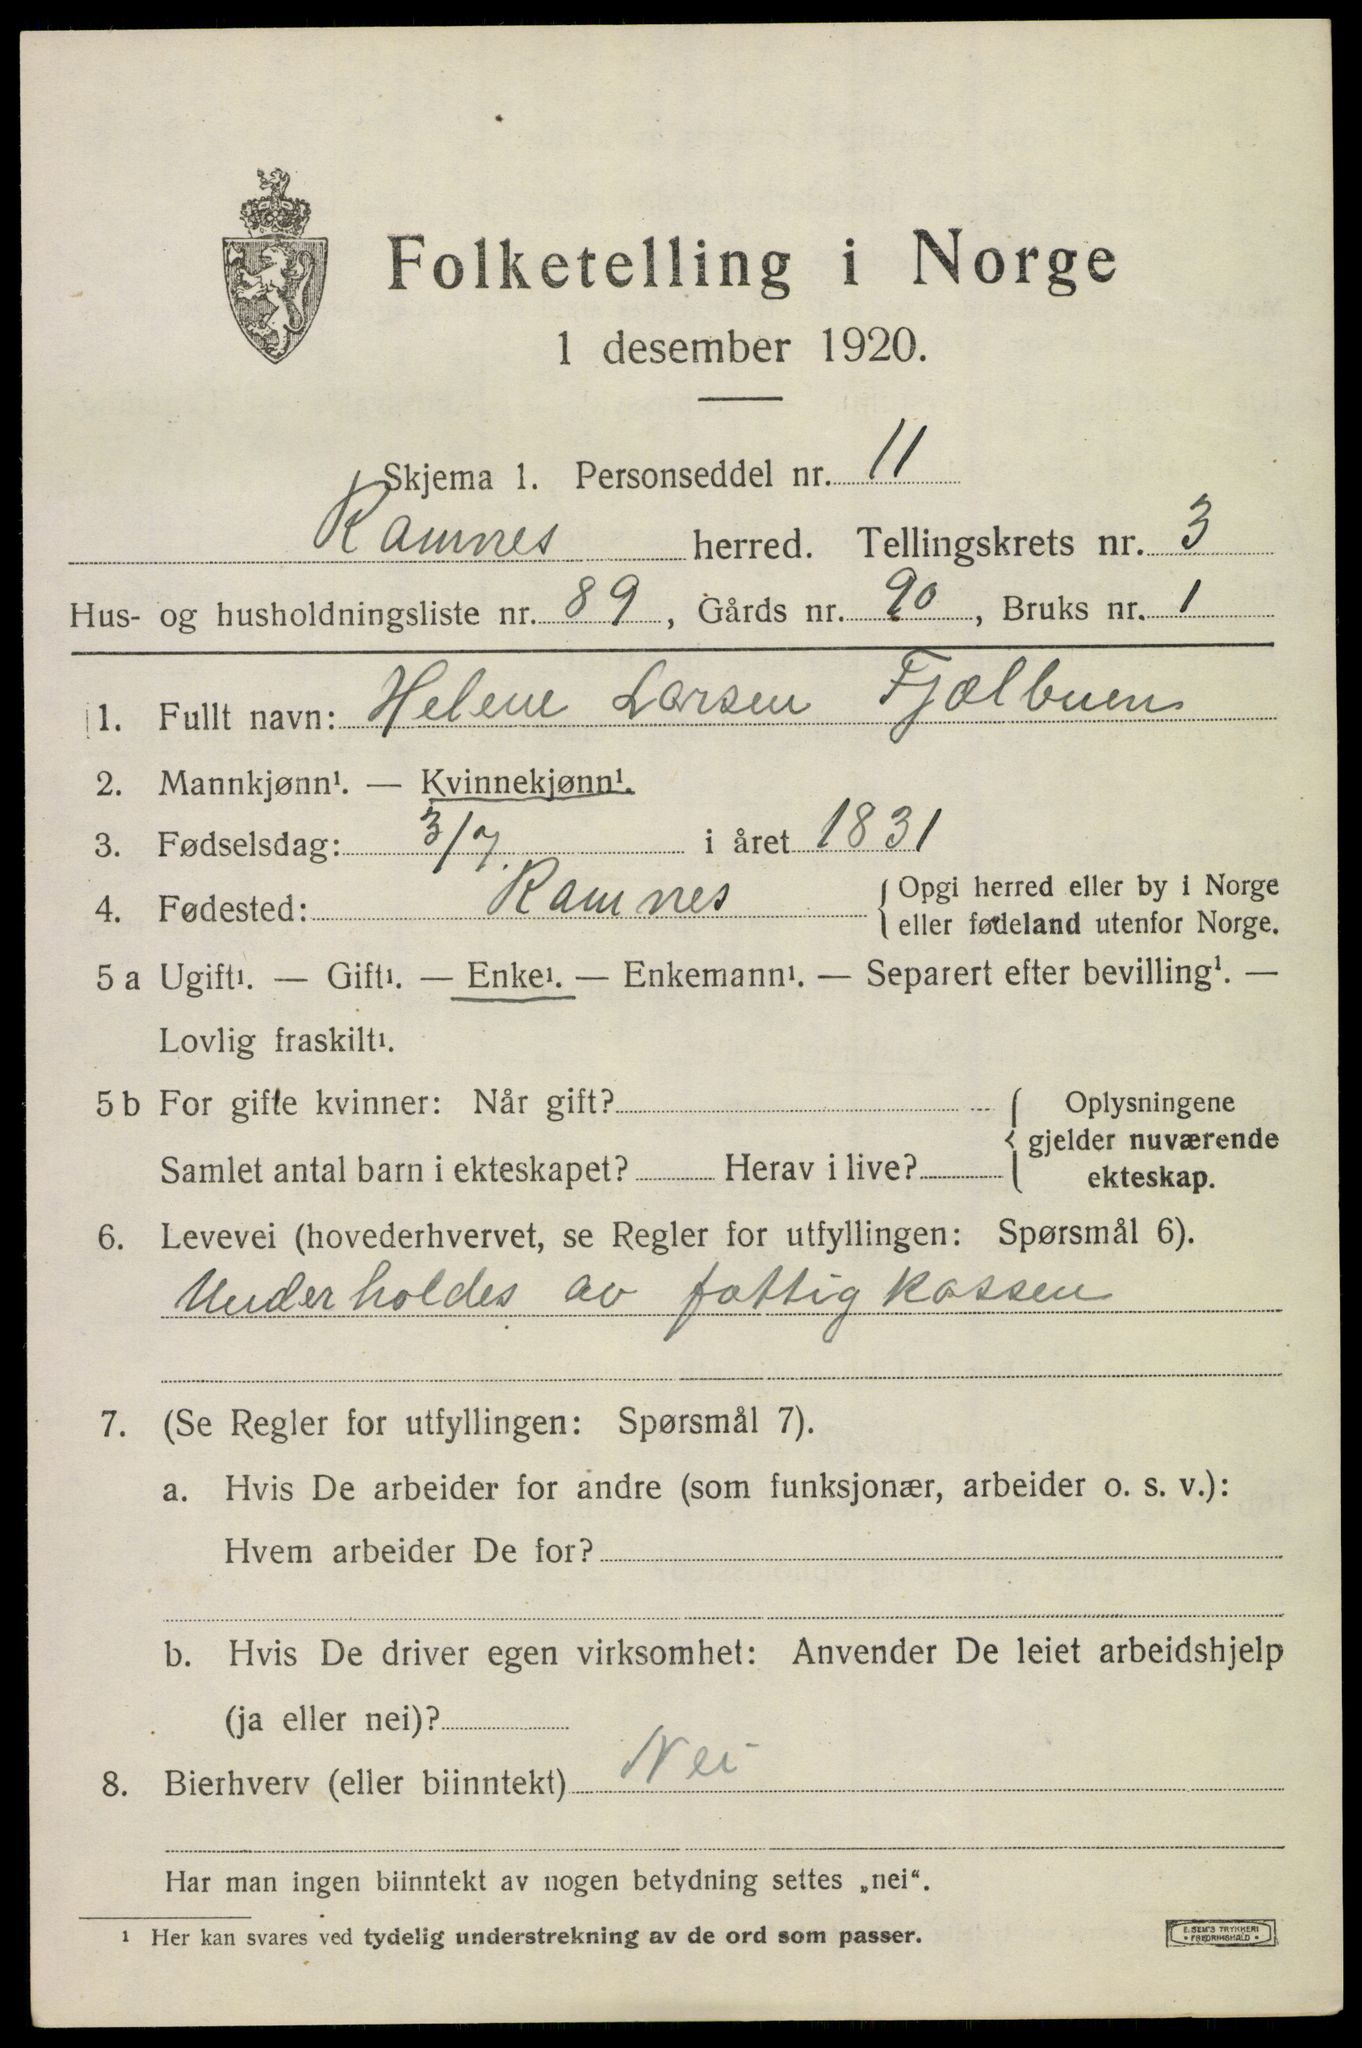 Folketelling i Norge
1 desember 1920.
Skjema 1. Personseddel nr. 11
Ramnes herred. Tellingskrets nr. 3
Hus- og husholdningsliste nr. 89, Gårds nr. 90, Bruks nr. 1
1. Fullt navn: Helene Larsen Fjælbuen
2. Mannkjønn¹. — Kvinnekjønn¹.
3. Fødselsdag: 3/7. i året 1831
4. Fødested: Ramnes { Opgi herred eller by i Norge
eller fødeland utenfor Norge.
5 a Ugift¹. — Gift¹. — Enke¹. — Enkemann¹. — Separert efter bevilling¹. —
Lovlig fraskilt¹.
5 b For gifte kvinner: Når gift? { Oplysningene
gjelder nuværende
Samlet antal barn i ekteskapet? Herav i live? ekteskap.
6. Levevei (hovederhvervet, se Regler for utfyllingen: Spørsmål 6).
Underholdes av fattigkassen
7. (Se Regler for utfyllingen: Spørsmål 7).
a. Hvis De arbeider for andre (som funksjonær, arbeider o. s. v.):
Hvem arbeider De for?
b. Hvis De driver egen virksomhet: Anvender De leiet arbeidshjelp
(ja eller nei)?
8. Bierhverv (eller biinntekt) Nei
Har man ingen biinntekt av nogen betydning settes „nei“.
¹ Her kan svares ved tydelig understrekning av de ord som passer.
E. SEM'S TRYKKERI
• FREDRIKSHALD •